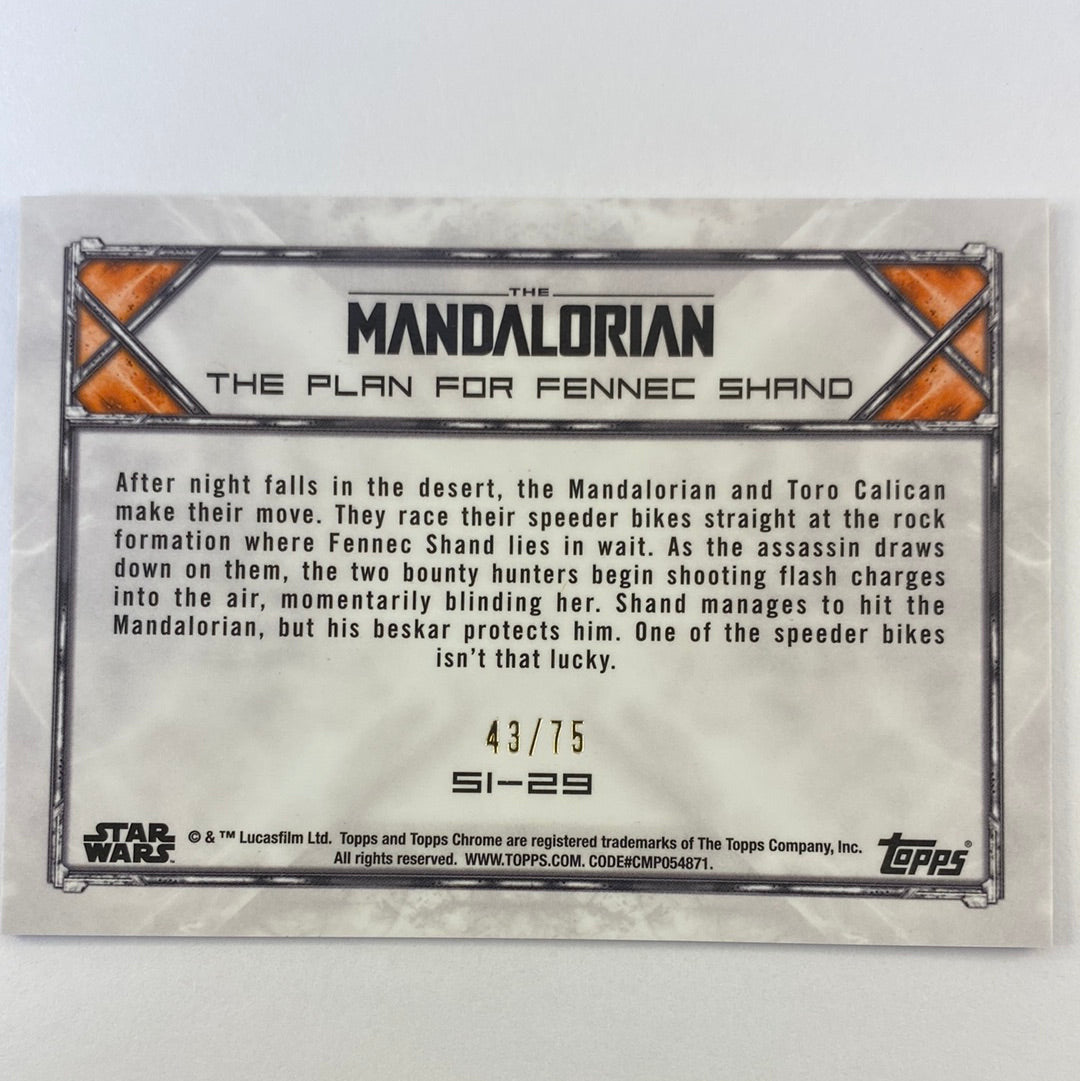 THE
MANDALORIAN
THE PLAN FOR FENNEC SHAND
After night falls in the desert, the Mandalorian and Toro Calican
make their move. They race their speeder bikes straight at the rock
formation where Fennec Shand lies in wait. As the assassin draws
down on them, the two bounty hunters begin shooting flash charges
into the air, momentarily blinding her. Shand manages to hit the
Mandalorian, but his beskar protects him. One of the speeder bikes
isn't that lucky.
43/75
SI-29
STAR
WARS
© & ™ Lucasfilm Ltd. Topps and Topps Chrome are registered trademarks of The Topps Company, Inc.
All rights reserved. WWW.TOPPS.COM. CODE#CMP054871.
topps®